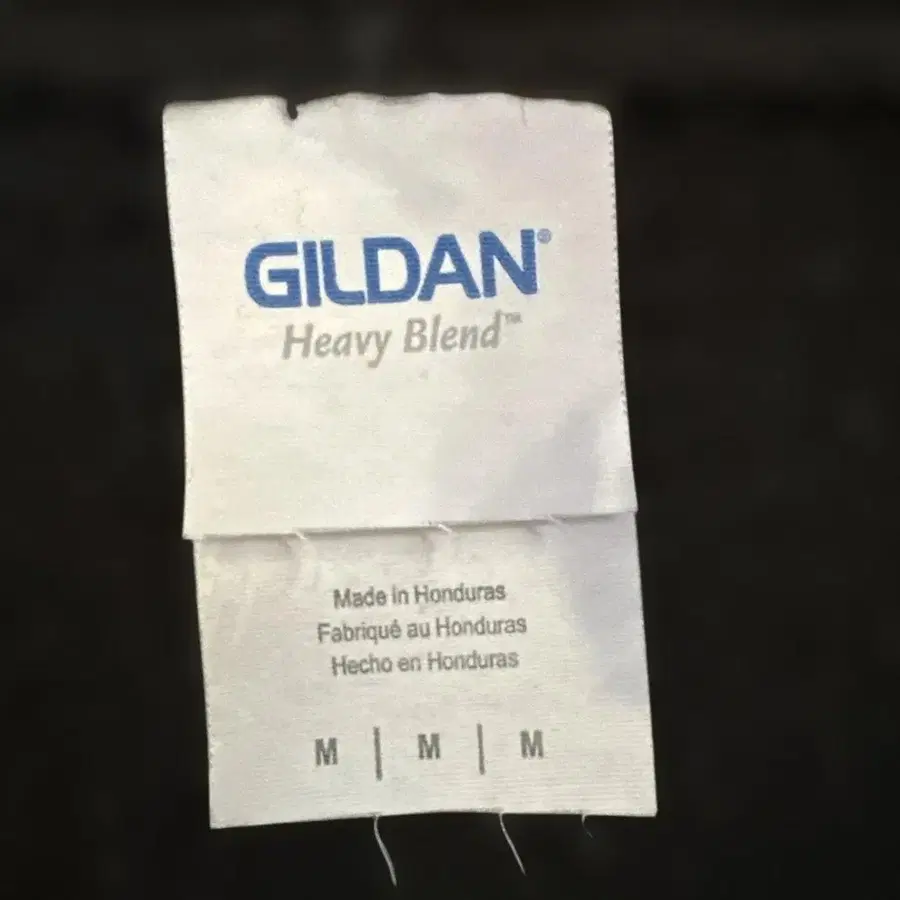 GILDAN®
Heavy Blend™
Made in Honduras
Fabriqué au Honduras
Hecho en Honduras
M | M | M